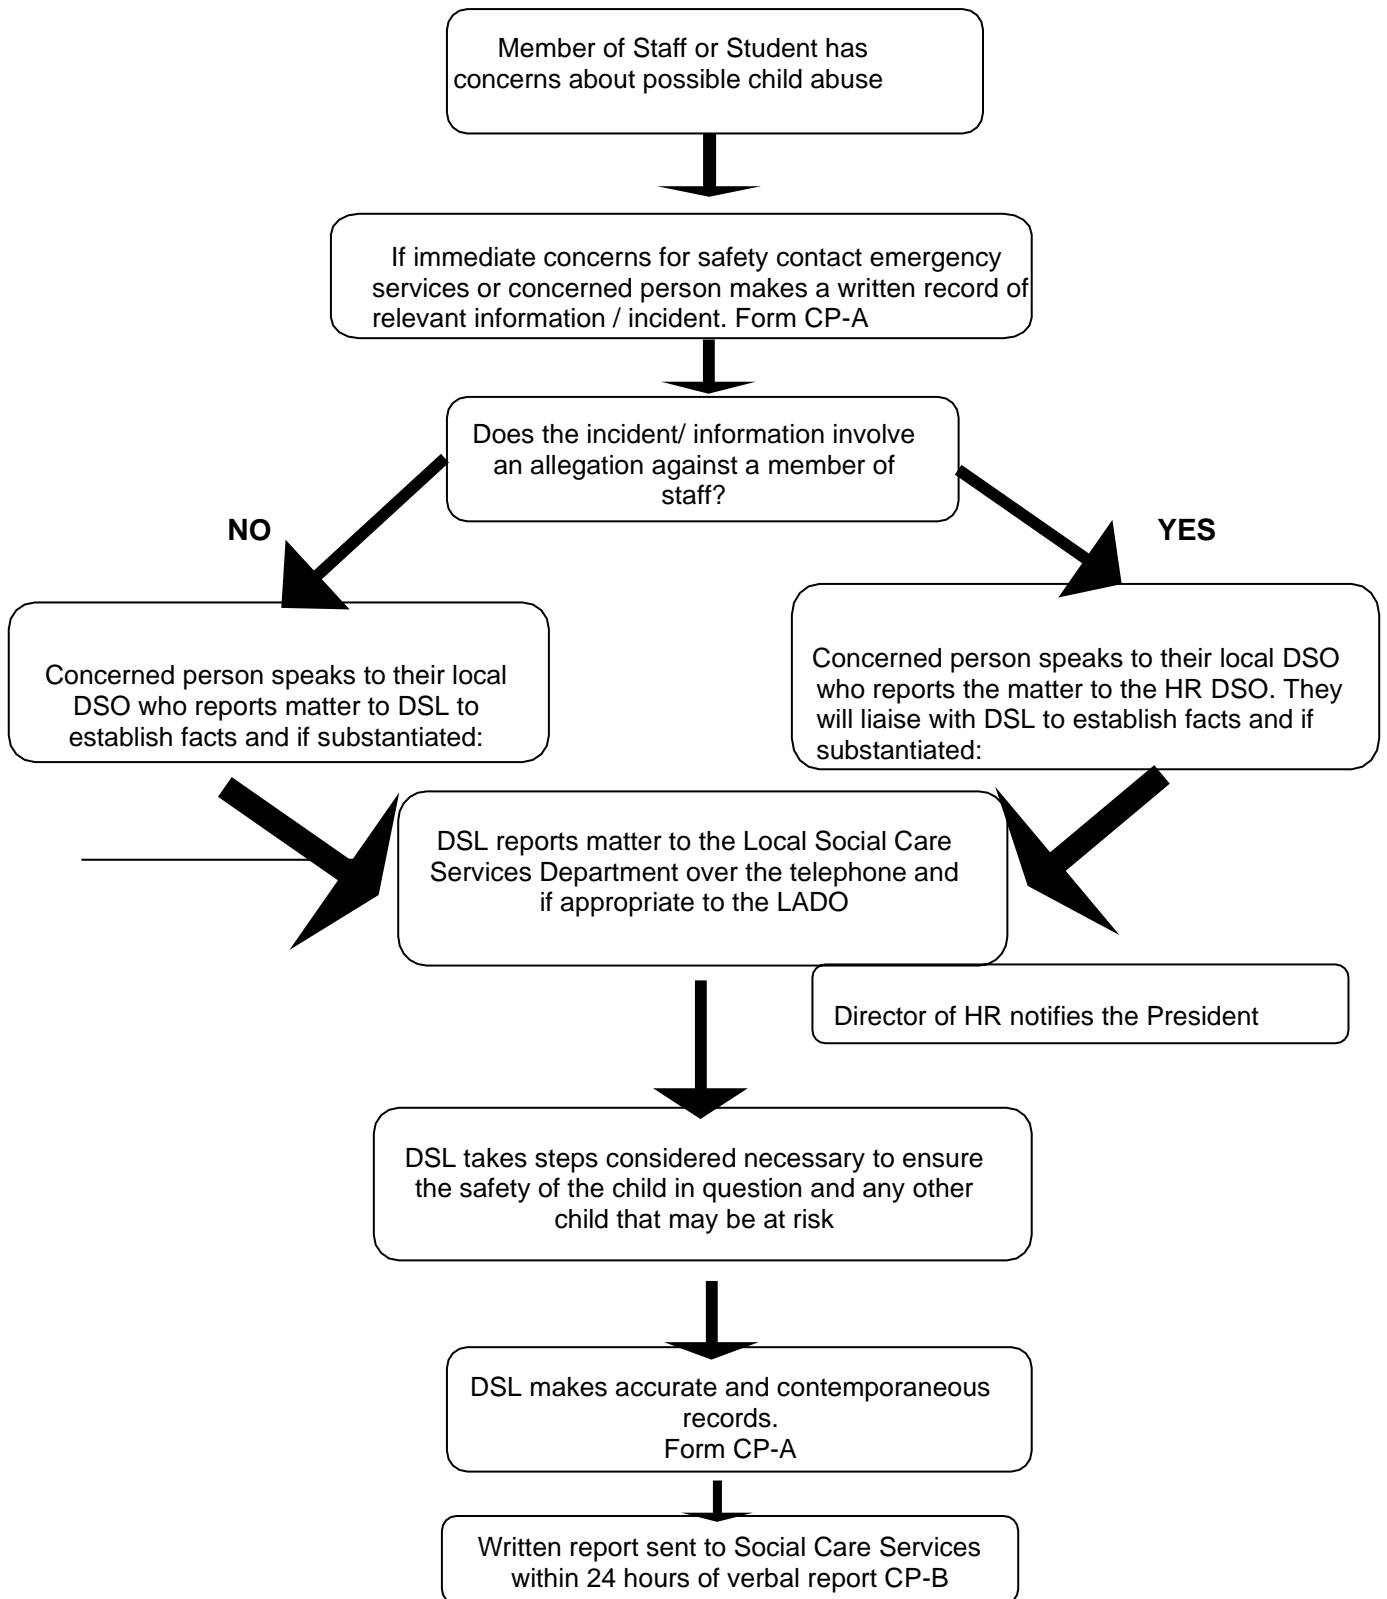 Member of Staff or Student has
concerns about possible child abuse
If immediate concerns for safety contact emergency
services or concerned person makes a written record of
relevant information / incident. Form CP-A
Does the incident/ information involve
an allegation against a member of
staff?
NO
YES
Concerned person speaks to their local
DSO who reports matter to DSL to
establish facts and if substantiated:
Concerned person speaks to their local DSO
who reports the matter to the HR DSO. They
will liaise with DSL to establish facts and if
substantiated:
DSL reports matter to the Local Social Care
Services Department over the telephone and
if appropriate to the LADO
Director of HR notifies the President
DSL takes steps considered necessary to ensure
the safety of the child in question and any other
child that may be at risk
DSL makes accurate and contemporaneous
records.
Form CP-A
Written report sent to Social Care Services
within 24 hours of verbal report CP-B